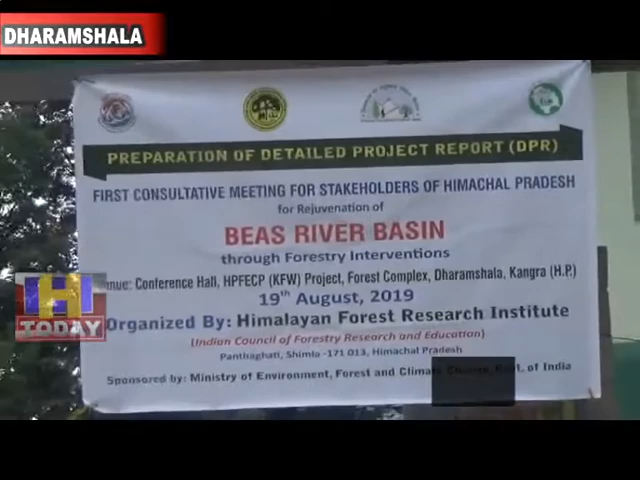 DHARAMSHALA
PREPARATION OF DETAILED PROJECT REPORT (DPR)
FIRST CONSULTATIVE MEETING FOR STAKEHOLDERS OF HIMACHAL PRADESH
for Rejuvenation of
BEAS RIVER BASIN
through Forestry Interventions
nue: Conference Hall, HPFECP (KFW) Project, Forest Complex, Dharamshala, Kangra (H.P.)
19th August, 2019
Organized By: Himalayan Forest Research Institute
(Indian Council of Forestry Research and Education)
Panthaghati, Shimla -171 013, Himachal Pradesh
Sponsored by: Ministry of Environment, Forest and Climate of India
HI
TODAY